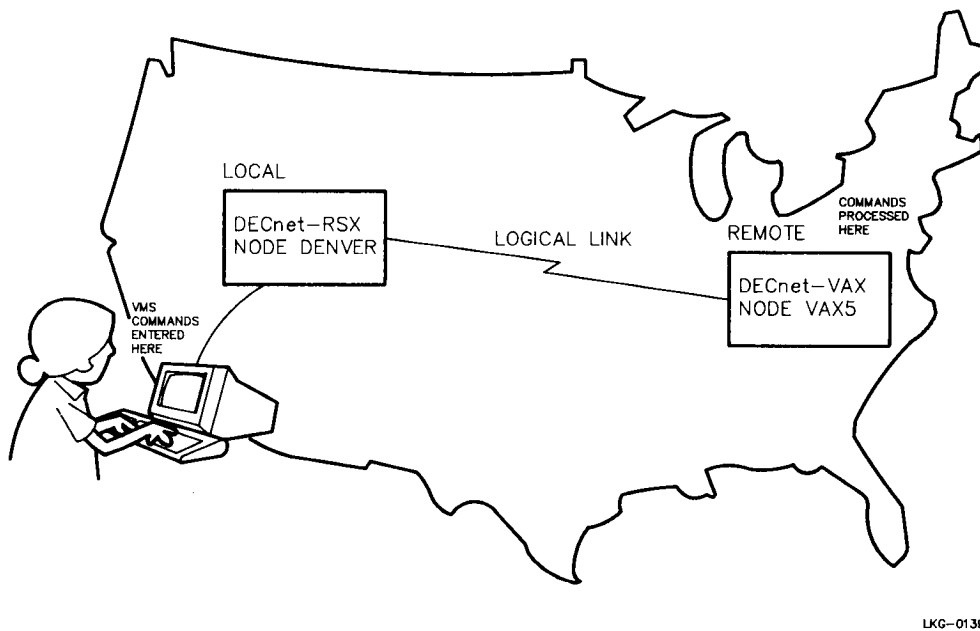 LOCAL
DECnet-RSX
NODE DENVER
LOGICAL LINK
COMMANDS
PROCESSED
HERE
REMOTE
DECnet-VAX
NODE VAX5
VMS
COMMANDS
ENTERED
HERE